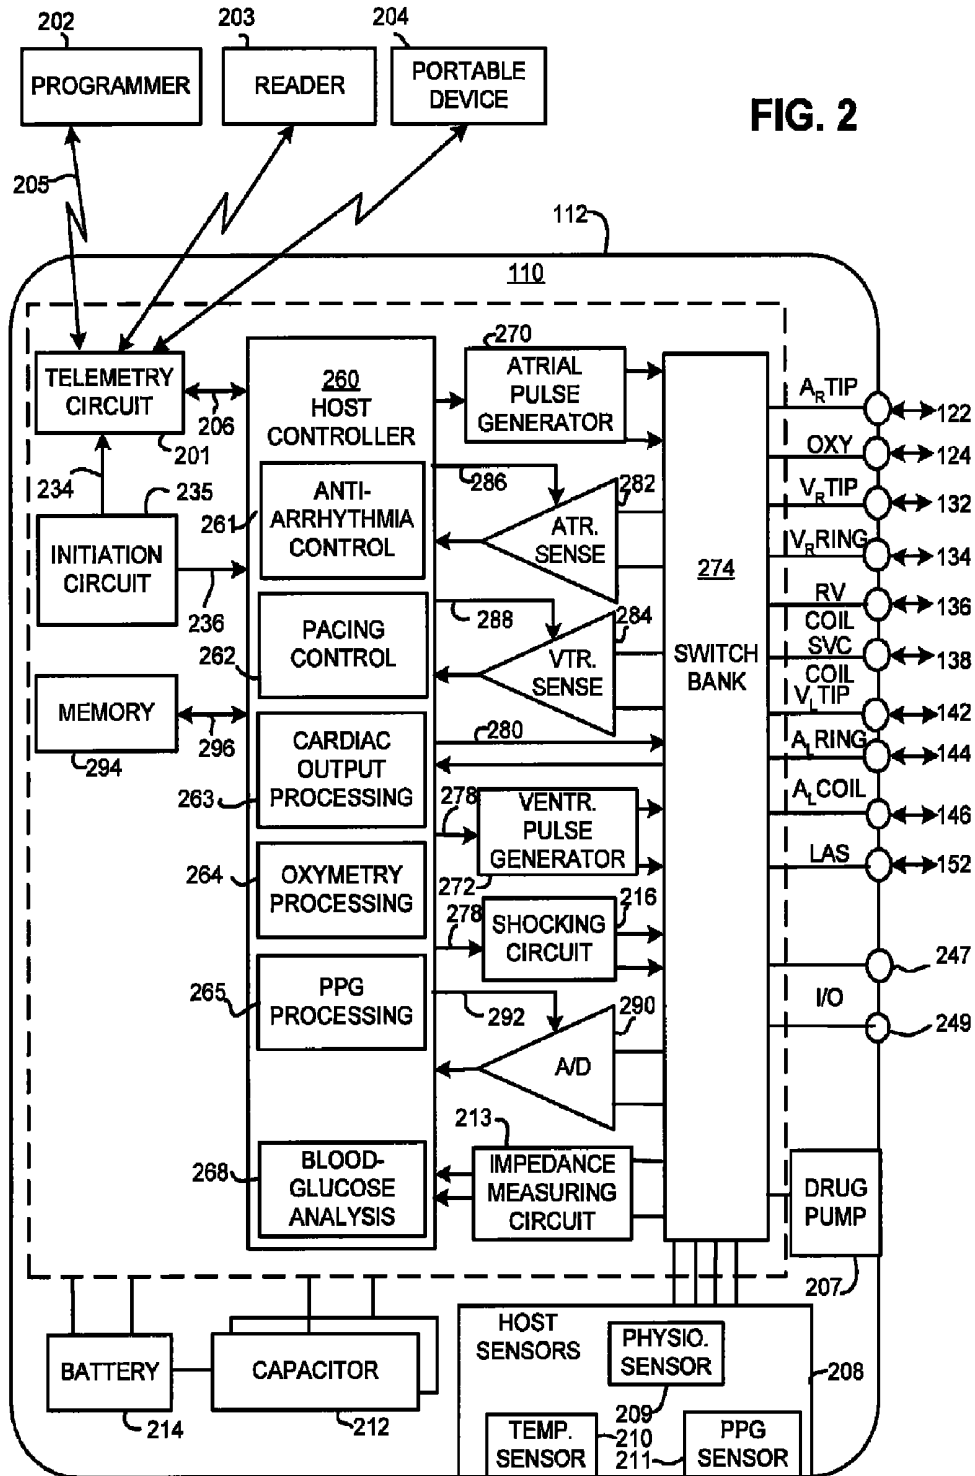 202
203
204
PROGRAMMER
READER
PORTABLE
DEVICE
FIG. 2
205
112
110
TELEMETRY
CIRCUIT
206
201
234
235
INITIATION
CIRCUIT
236
MEMORY
296
294
260
HOST
CONTROLLER
261
ANTI-
ARRHYTHMIA
CONTROL
262
PACING
CONTROL
263
CARDIAC
OUTPUT
PROCESSING
264
OXYMETRY
PROCESSING
265
PPG
PROCESSING
268
BLOOD-
GLUCOSE
ANALYSIS
270
ATRIAL
PULSE
GENERATOR
286
282
ATR.
SENSE
288
284
VTR.
SENSE
280
278
VENTR.
PULSE
GENERATOR
272
278
216
SHOCKING
CIRCUIT
292
290
A/D
213
IMPEDANCE
MEASURING
CIRCUIT
274
SWITCH
BANK
ARTIP
122
OXY
124
VRTIP
132
VRRING
134
RV
COIL
136
SVC
COIL
138
VLTIP
142
ALRING
144
ALCOIL
146
LAS
152
247
I/O
249
DRUG
PUMP
207
BATTERY
214
CAPACITOR
212
HOST
SENSORS
PHYSIO.
SENSOR
208
209
TEMP.
SENSOR
210
211
PPG
SENSOR